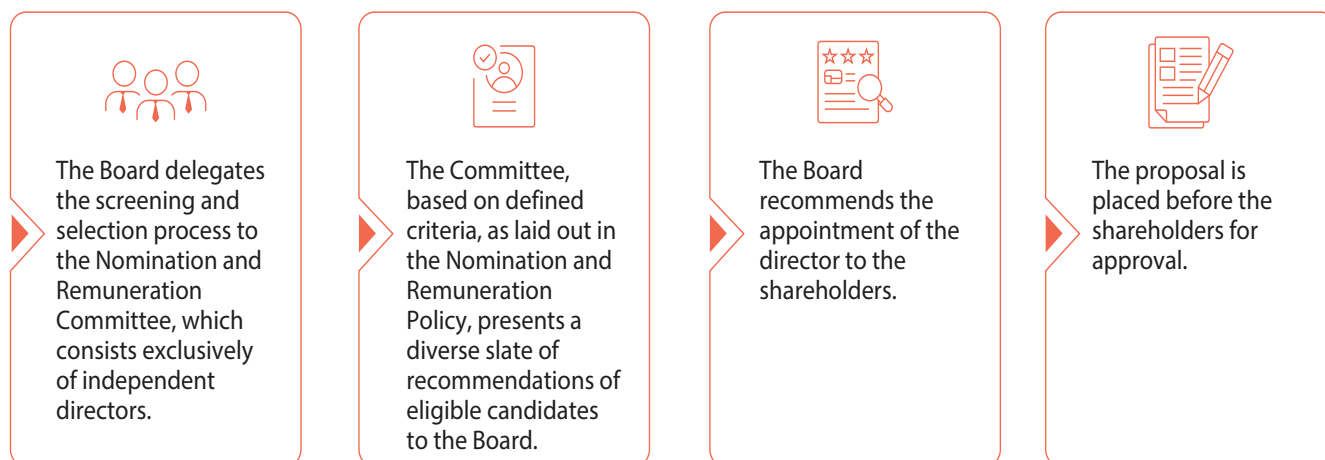 The Board delegates
the screening and
selection process to
the Nomination and
Remuneration
Committee, which
consists exclusively
of independent
directors.
The Committee,
based on defined
criteria, as laid out in
the Nomination and
Remuneration
Policy, presents a
diverse slate of
recommendations of
eligible candidates
to the Board.
The Board
recommends the
appointment of the
director to the
shareholders.
The proposal is
placed before the
shareholders for
approval.